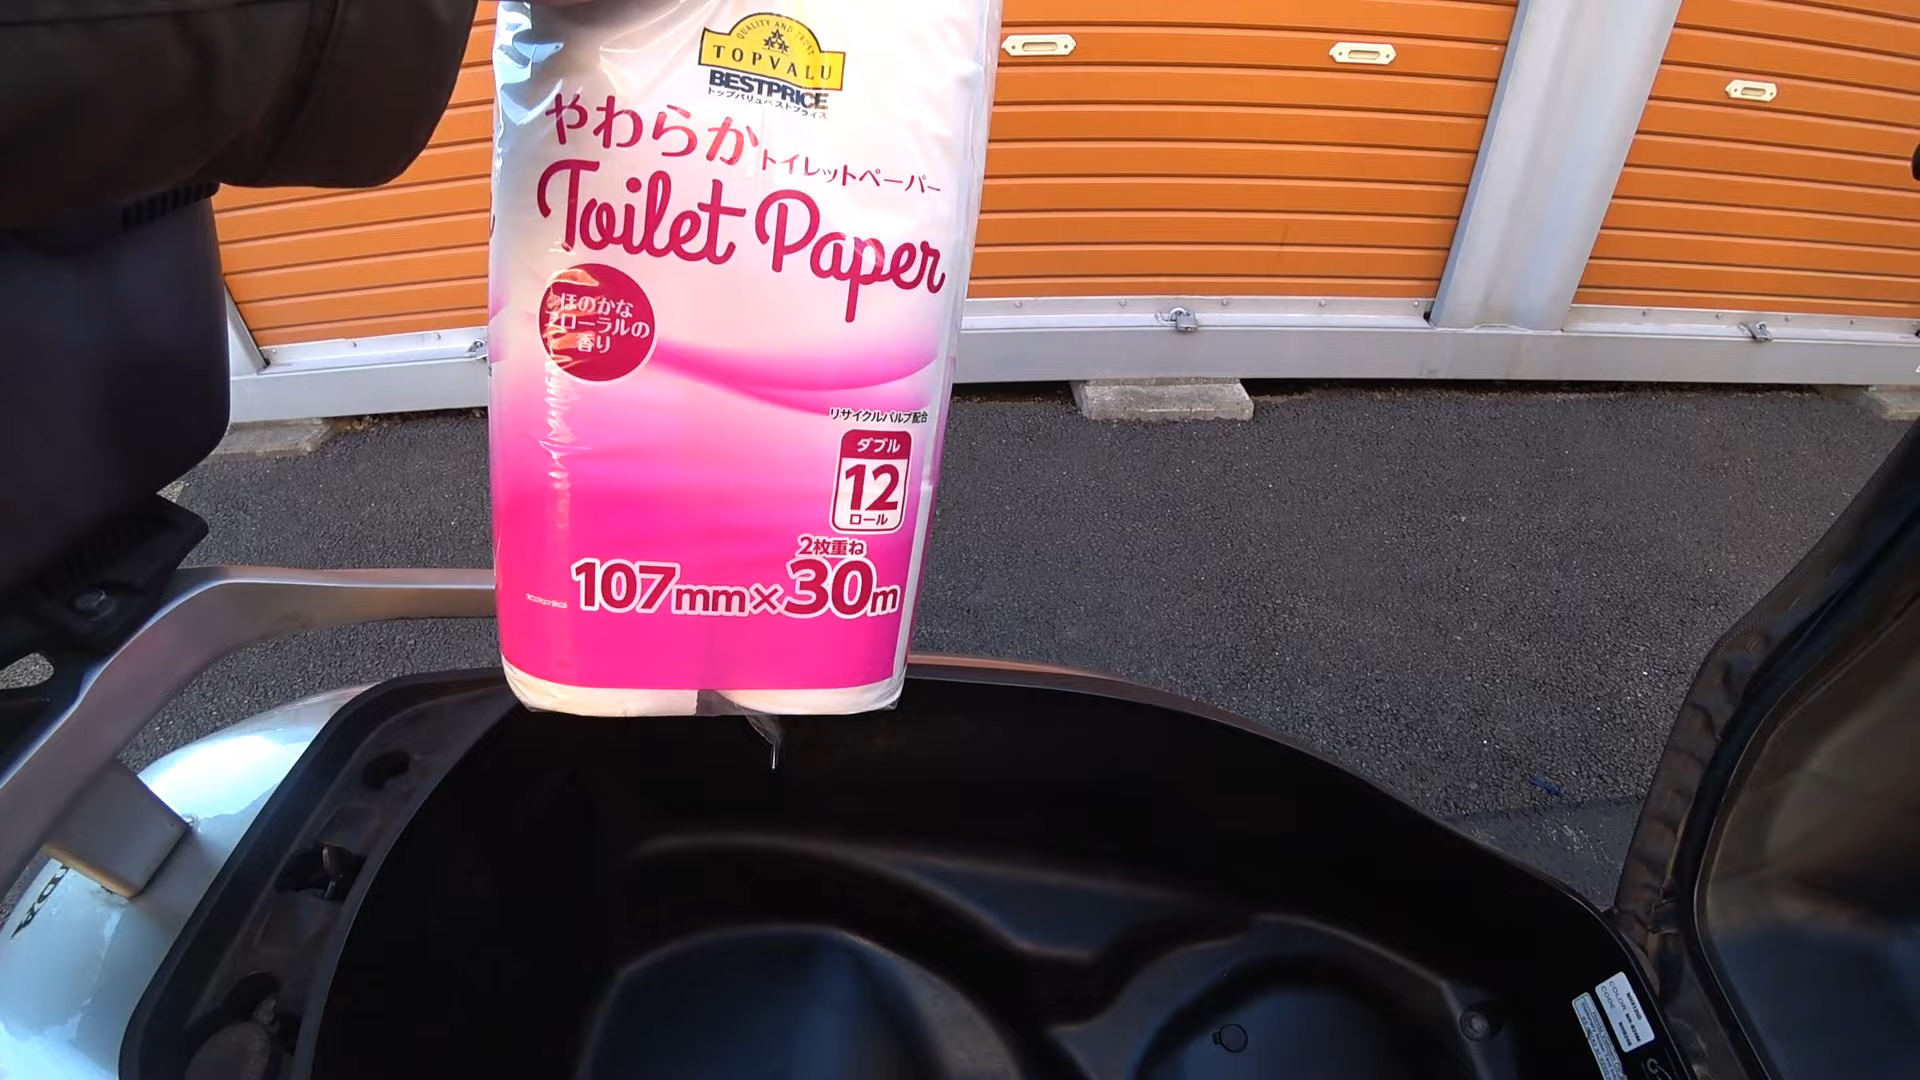 QUALITY AND TRUST
TOPVALU
BESTPRICE
トップバリュベストプライス
やわらか
トイレットペーパー
Toilet Paper
ほのかな
フローラルの
香り
リサイクルパルプ配合
ダブル
12
ロール
2枚重ね
107mm×30m
COLOR
CODE